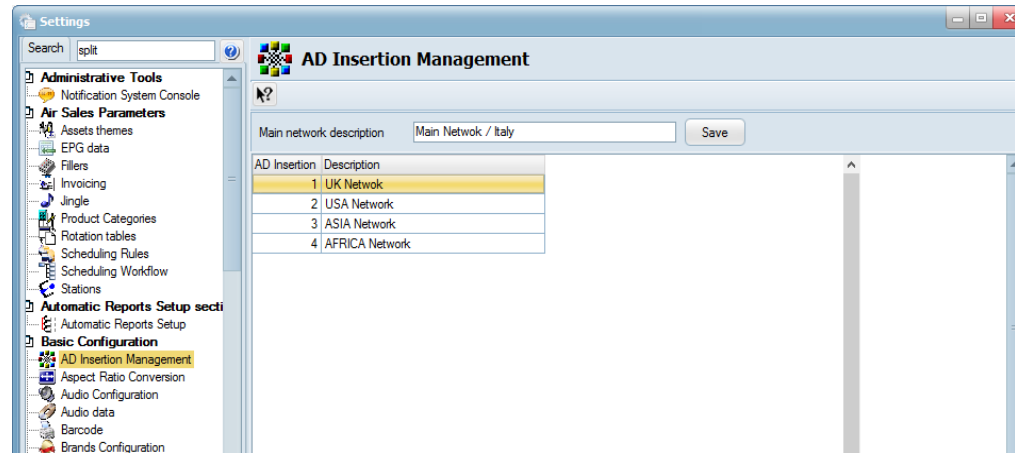 Settings
Search split
Administrative Tools
Notification System Console
Air Sales Parameters
Assets themes
EPG data
Fillers
Invoicing
Jingle
Product Categories
Rotation tables
Scheduling Rules
Scheduling Workflow
Stations
Automatic Reports Setup secti
Automatic Reports Setup
Basic Configuration
AD Insertion Management
Aspect Ratio Conversion
Audio Configuration
Audio data
Barcode
Brands Configuration
AD Insertion Management
Main network description Main Netwok / Italy Save
AD Insertion Description
1 UK Netwok
2 USA Network
3 ASIA Network
4 AFRICA Network